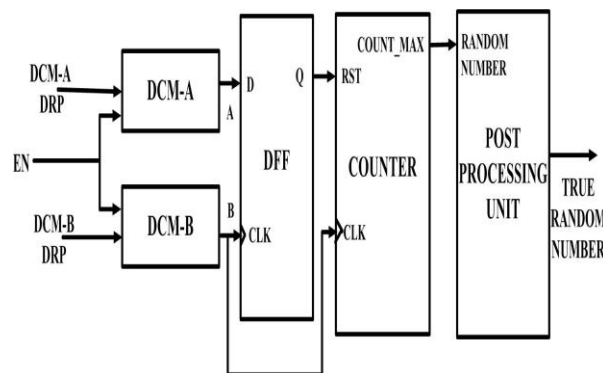 DCM-A
DRP
EN
DCM-B
DRP
DCM-A
DCM-B
A
B
D
Q
DFF
CLK
COUNT_MAX
RST
COUNTER
CLK
RANDOM
NUMBER
POST
PROCESSING
UNIT
TRUE
RANDOM
NUMBER